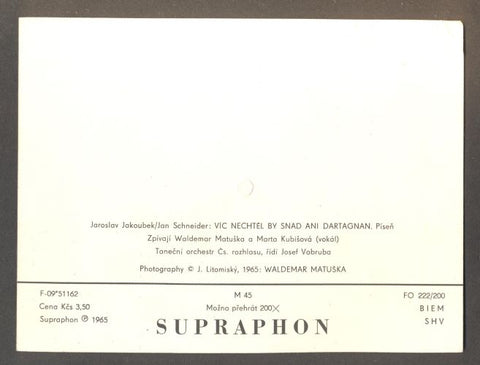 Jaroslav Jakoubek/Jan Schneider: VÍC NECHTĚL BY SNAD ANI DARTAGNAN. Píseň
Zpívají Waldemar Matuška a Marta Kubišová (vokál)
Taneční orchestr Čs. rozhlasu, řídí Josef Vobruba
Photography © J. Litomiský, 1965: WALDEMAR MATUŠKA
F-09*51162
M 45
FO 222/200
Cena Kčs 3,50
Možno přehrát 200×
BIEM
Supraphon ℗ 1965
SUPRAPHON
SHV